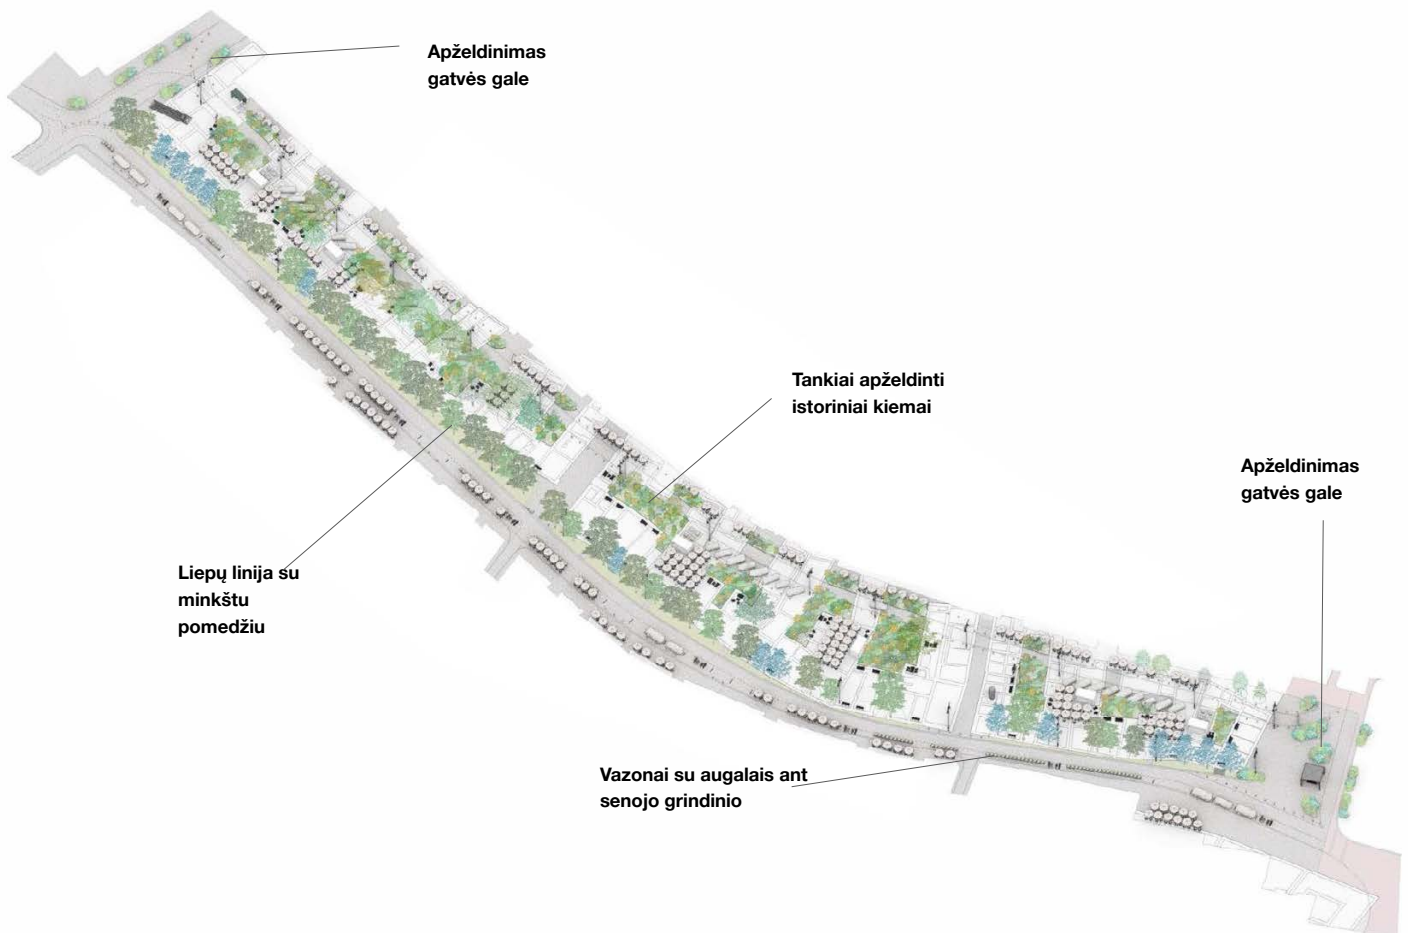 Apželdinimas
gatvės gale
Tankiai apželdinti
istoriniai kiemai
Apželdinimas
gatvės gale
Liepų linija su
minkštu
pomedžiu
Vazonai su augalais ant
senojo grindinio